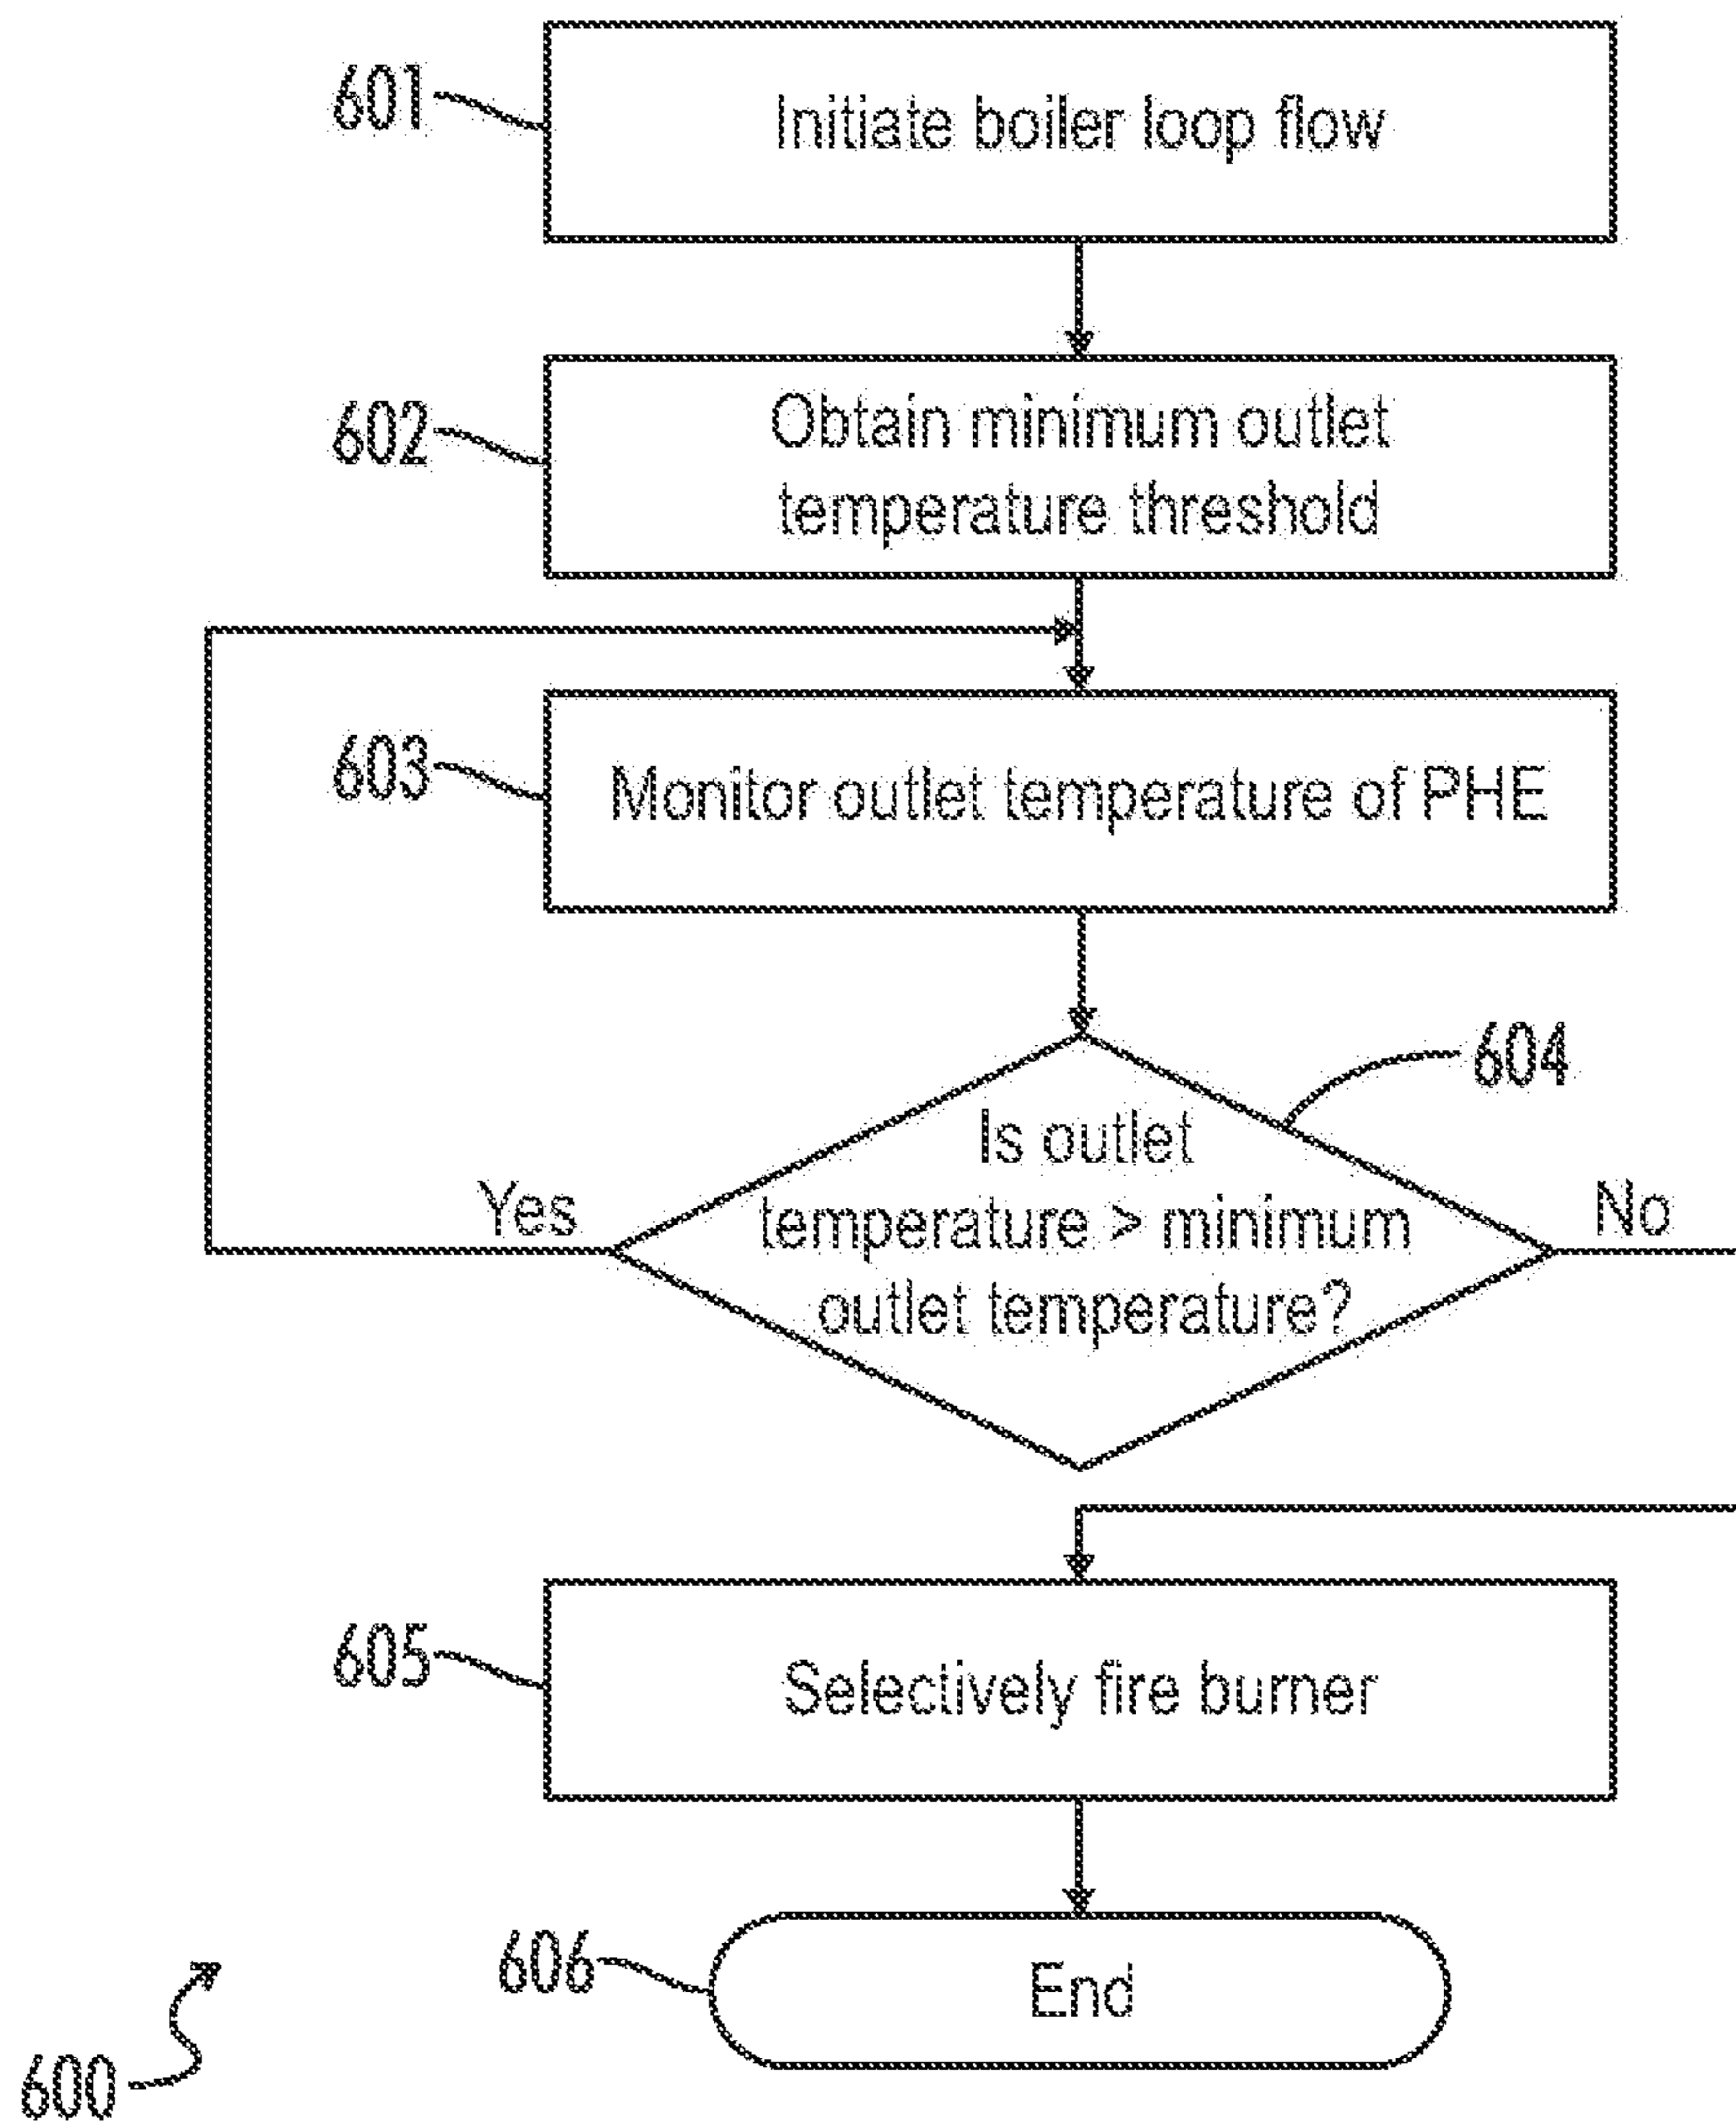 601
Initiate boiler loop flow
602
Obtain minimum outlet
temperature threshold
603
Monitor outlet temperature of PHE
604
Is outlet
temperature > minimum
outlet temperature?
Yes
No
605
Selectively fire burner
606
End
600